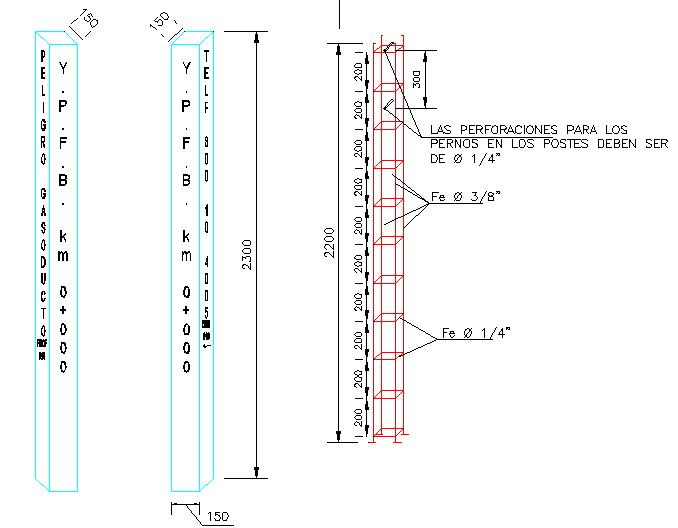 150
150
PELIGRO GASODUCTO
Y.P.F.B. km 0+000
Y.P.F.B. km 0+000
TELF 800 10 4005
2300
150
2200
200
200
200
200
200
200
200
200
200
200
300
LAS PERFORACIONES PARA LOS
PERNOS EN LOS POSTES DEBEN SER
DE Ø 1/4"
Fe Ø 3/8"
Fe Ø 1/4"